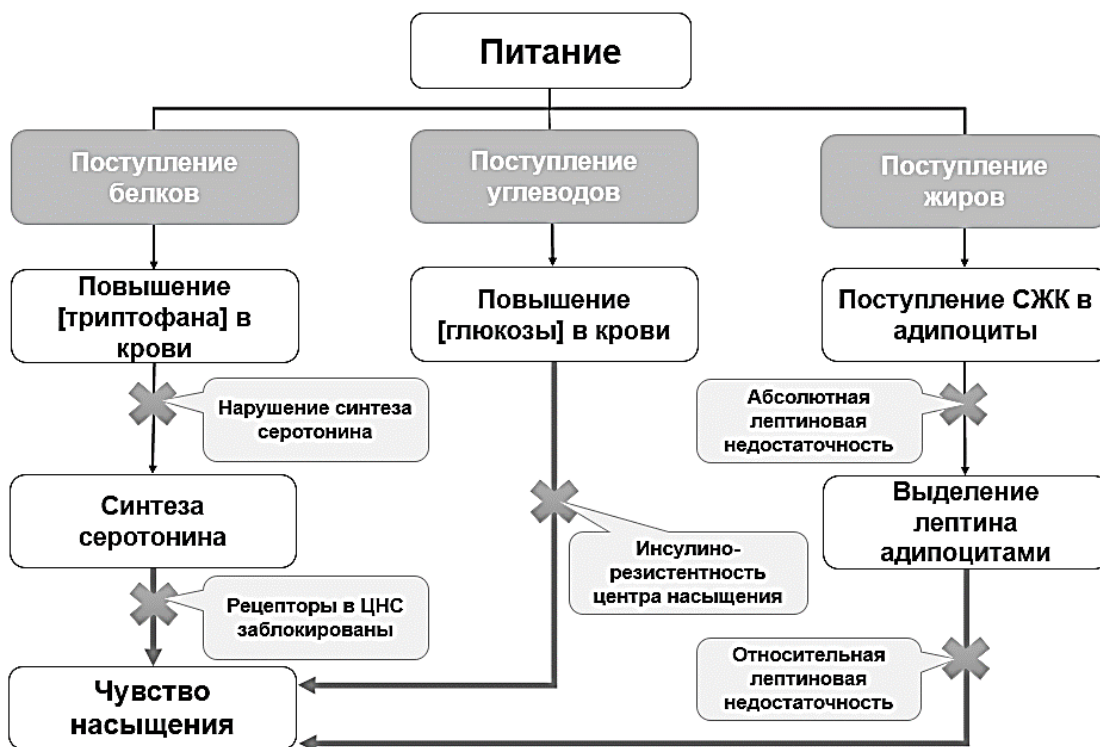 Питание
Поступление
белков
Поступление
углеводов
Поступление
жиров
Повышение
[триптофана] в
крови
Повышение
[глюкозы] в крови
Поступление СЖК в
адипоциты
Нарушение синтеза
серотонина
Абсолютная
лептиновая
недостаточность
Синтеза
серотонина
Выделение
лептина
адипоцитами
Инсулино-
резистентность
центра насыщения
Рецепторы в ЦНС
заблокированы
Относительная
лептиновая
недостаточность
Чувство
насыщения